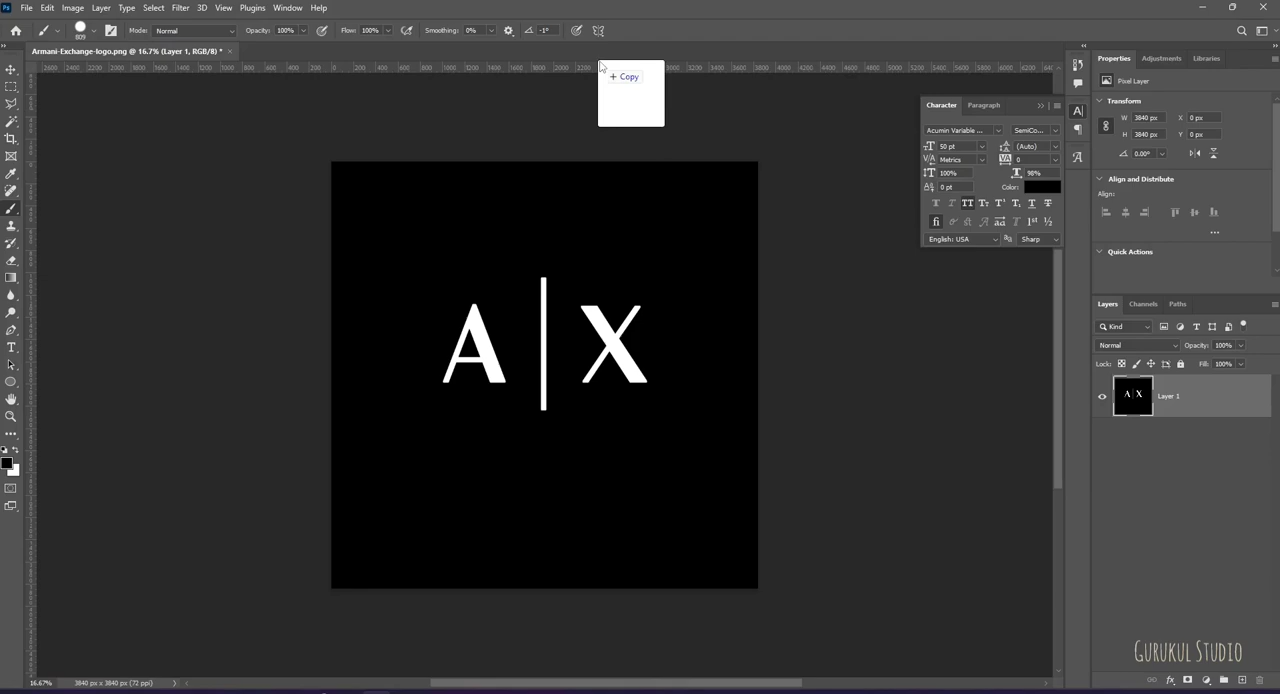 Ps File Edit Image Layer Type Select Filter 3D View Plugins Window Help
809 Mode: Normal Opacity: 100% Flow: 100% Smoothing: 0% -1°
Armani-Exchange-logo.png @ 16.7% (Layer 1, RGB/8) *
+ Copy
Properties Adjustments Libraries
Pixel Layer
Transform
W 3840 px X 0 px
H 3840 px Y 0 px
0.00°
Align and Distribute
Align:
Quick Actions
Character Paragraph
Acumin Variable ... SemiCo...
50 pt (Auto)
Metrics 0
100% 98%
0 pt Color:
English: USA Sharp
A|X
Layers Channels Paths
Kind
Normal Opacity: 100%
Lock: Fill: 100%
Layer 1
GURUKUL STUDIO
16.67% 3840 px x 3840 px (72 ppi)